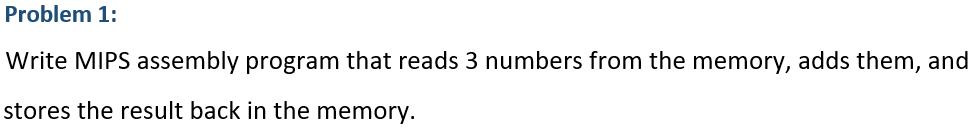 Problem 1:
Write MIPS assembly program that reads 3 numbers from the memory, adds them, and
stores the result back in the memory.